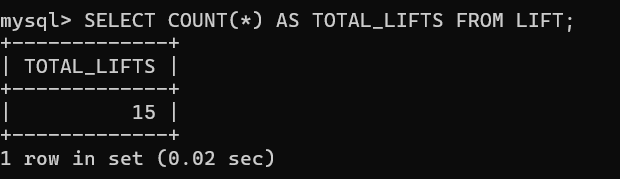 mysql> SELECT COUNT(*) AS TOTAL_LIFTS FROM LIFT;
+-------------+
| TOTAL_LIFTS |
+-------------+
|          15 |
+-------------+
1 row in set (0.02 sec)